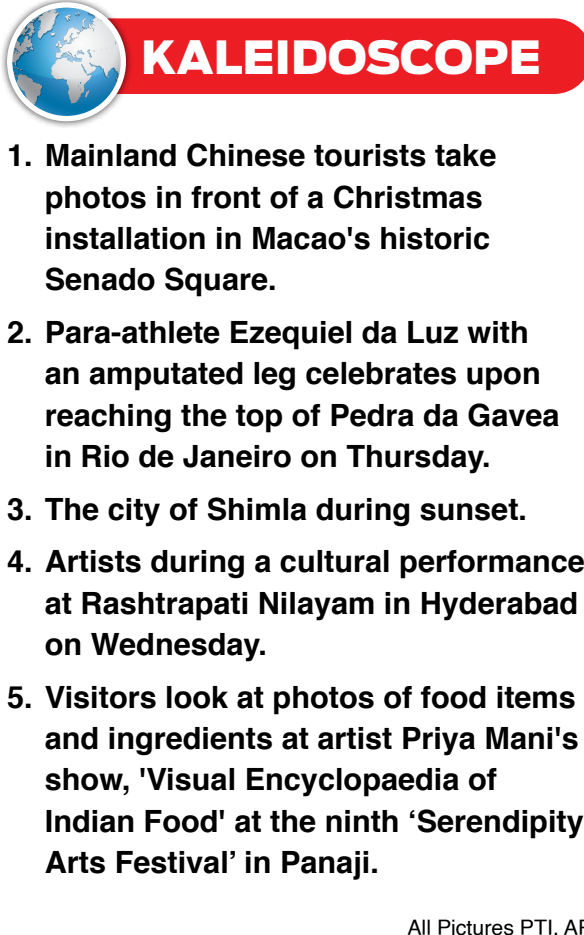 KALEIDOSCOPE
1. Mainland Chinese tourists take
photos in front of a Christmas
installation in Macao's historic
Senado Square.
2. Para-athlete Ezequiel da Luz with
an amputated leg celebrates upon
reaching the top of Pedra da Gavea
in Rio de Janeiro on Thursday.
3. The city of Shimla during sunset.
4. Artists during a cultural performance
at Rashtrapati Nilayam in Hyderabad
on Wednesday.
5. Visitors look at photos of food items
and ingredients at artist Priya Mani's
show, 'Visual Encyclopaedia of
Indian Food' at the ninth ‘Serendipity
Arts Festival’ in Panaji.
All Pictures PTI, AP